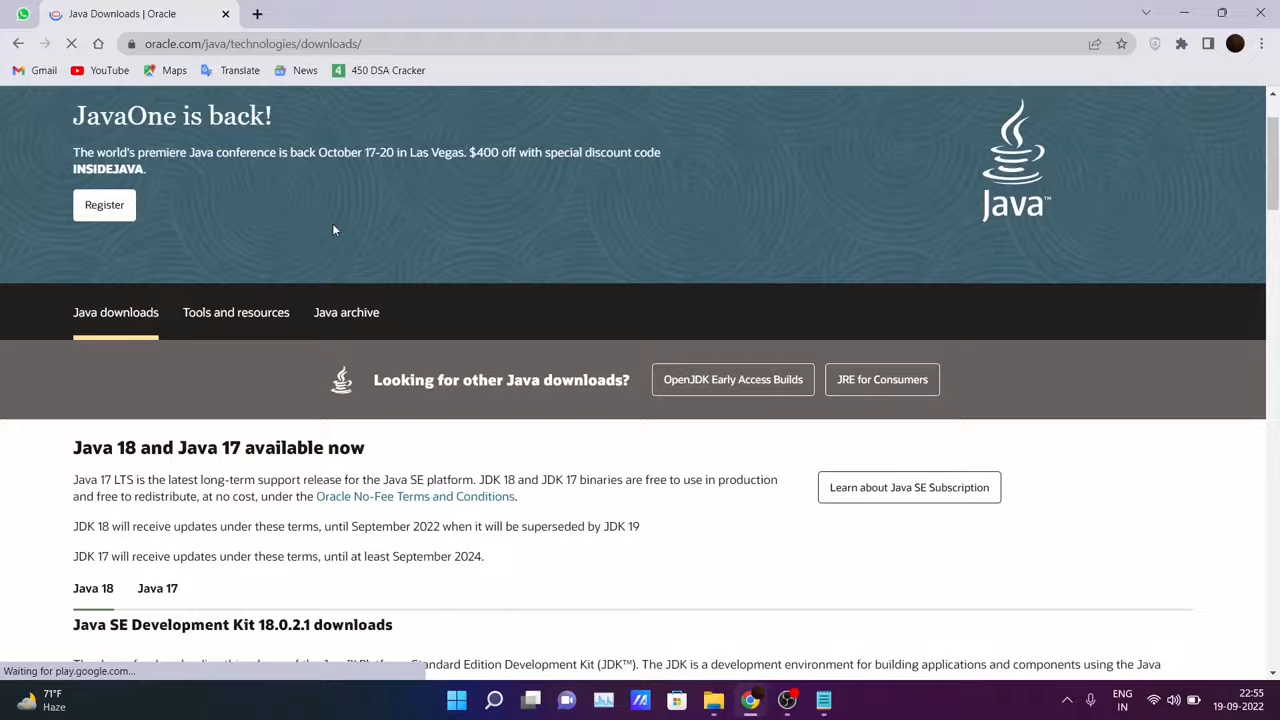 Java Downloads | Oracle
oracle.com/java/technologies/downloads/
Gmail
YouTube
Maps
Translate
News
4
450 DSA Cracker
JavaOne is back!
The world's premiere Java conference is back October 17-20 in Las Vegas. $400 off with special discount code
INSIDEJAVA.
Register
Java™
Java downloads
Tools and resources
Java archive
Looking for other Java downloads?
OpenJDK Early Access Builds
JRE for Consumers
Java 18 and Java 17 available now
Java 17 LTS is the latest long-term support release for the Java SE platform. JDK 18 and JDK 17 binaries are free to use in production
and free to redistribute, at no cost, under the Oracle No-Fee Terms and Conditions.
Learn about Java SE Subscription
JDK 18 will receive updates under these terms, until September 2022 when it will be superseded by JDK 19
JDK 17 will receive updates under these terms, until at least September 2024.
Java 18
Java 17
Java SE Development Kit 18.0.2.1 downloads
Standard Edition Development Kit (JDK™). The JDK is a development environment for building applications and components using the Java
Waiting for play.google.com...
71°F
Haze
ENG
IN
22:55
19-09-2022